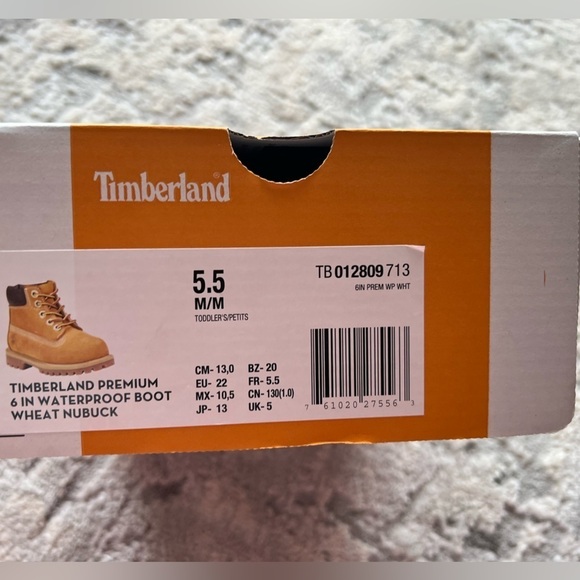 Timberland®
5.5
M/M
TODDLER'S/PETITS
TB 012809 713
6IN PREM WP WHT
CM- 13,0 BZ- 20
EU- 22 FR- 5.5
MX- 10,5 CN- 130(1.0)
JP- 13 UK- 5
TIMBERLAND PREMIUM
6 IN WATERPROOF BOOT
WHEAT NUBUCK
7 61020 27556 3